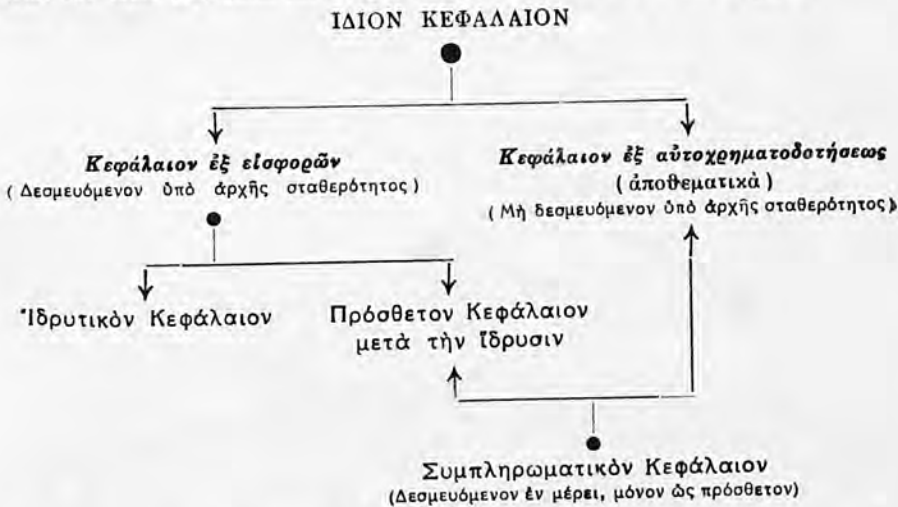 ΙΔΙΟΝ ΚΕΦΑΛΑΙΟΝ
Κεφάλαιον ἐξ εἰσφορῶν
(Δεσμευόμενον ὑπὸ ἀρχῆς σταθερότητος)
Κεφάλαιον ἐξ αὐτοχρηματοδοτήσεως
(ἀποθεματικὰ)
(Μὴ δεσμευόμενον ὑπὸ ἀρχῆς σταθερότητος)
Ἱδρυτικὸν Κεφάλαιον
Πρόσθετον Κεφάλαιον
μετὰ τὴν ἵδρυσιν
Συμπληρωματικὸν Κεφάλαιον
(Δεσμευόμενον ἐν μέρει, μόνον ὡς πρόσθετον)